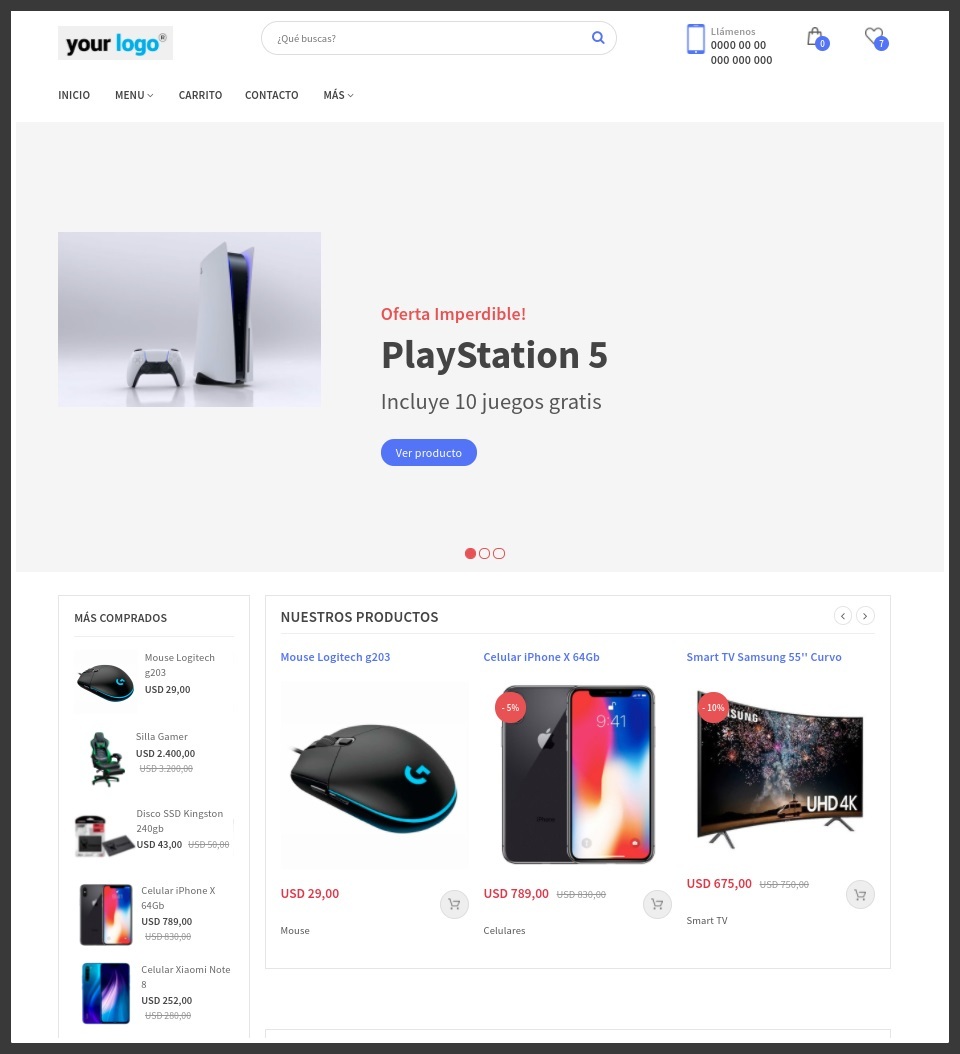 your logo®
¿Qué buscas?
Llámenos
0000 00 00
000 000 000
0
7
INICIO
MENU
CARRITO
CONTACTO
MÁS
Oferta Imperdible!
PlayStation 5
Incluye 10 juegos gratis
Ver producto
MÁS COMPRADOS
Mouse Logitech
g203
USD 29,00
Silla Gamer
USD 2.400,00
USD 3.200,00
Disco SSD Kingston
240gb
USD 43,00 USD 50,00
Celular iPhone X
64Gb
USD 789,00
USD 830,00
Celular Xiaomi Note
8
USD 252,00
USD 280,00
NUESTROS PRODUCTOS
Mouse Logitech g203
USD 29,00
Mouse
Celular iPhone X 64Gb
- 5%
9:41
iPhone
USD 789,00 USD 830,00
Celulares
Smart TV Samsung 55'' Curvo
- 10%
SUNG
UHD 4K
USD 675,00 USD 750,00
Smart TV